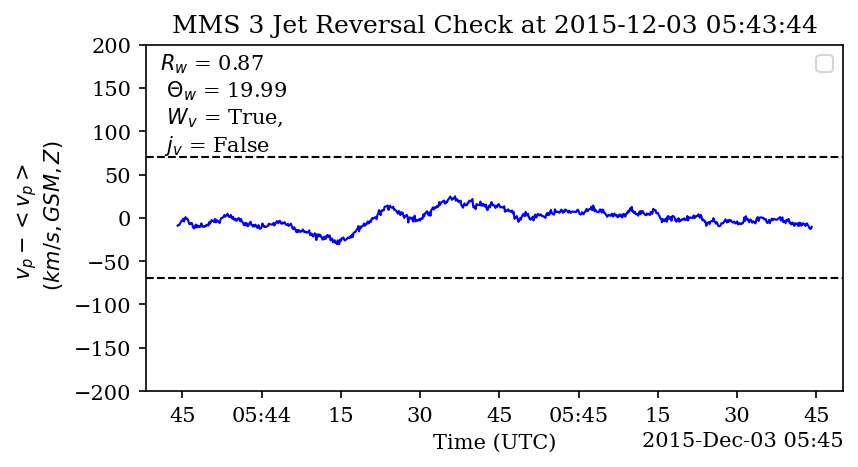 MMS 3 Jet Reversal Check at 2015-12-03 05:43:44
200
150
100
50
0
−50
−100
−150
−200
v_p − < v_p >
(km/s, GSM, Z)
R_w = 0.87
Θ_w = 19.99
W_v = True,
j_v = False
45
05:44
15
30
45
05:45
15
30
45
Time (UTC)
2015-Dec-03 05:45